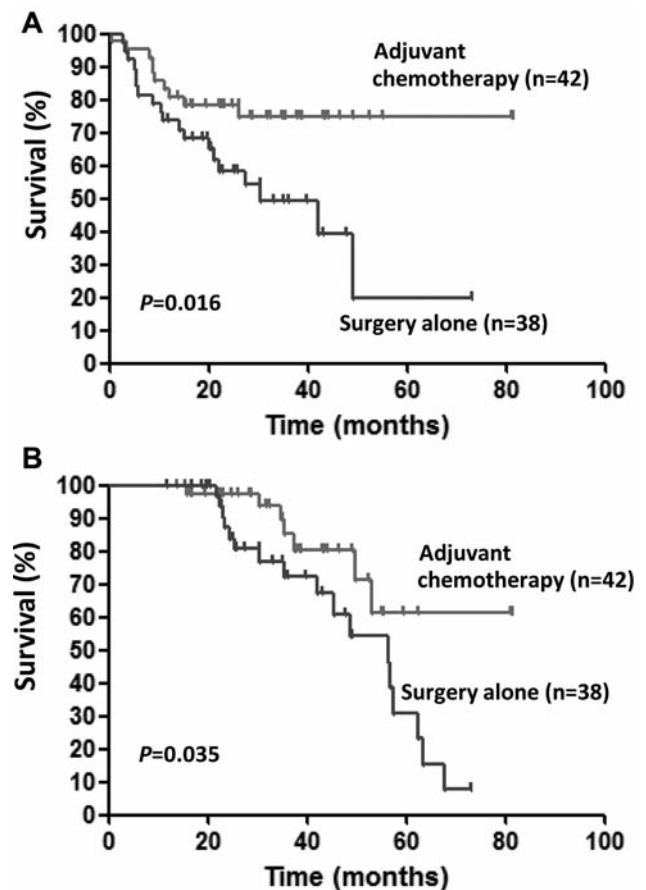 A
100
90
80
70
60
50
40
30
20
10
0
Survival (%)
Adjuvant
chemotherapy (n=42)
P=0.016
Surgery alone (n=38)
0 20 40 60 80 100
Time (months)
B
100
90
80
70
60
50
40
30
20
10
0
Survival (%)
Adjuvant
chemotherapy (n=42)
Surgery alone (n=38)
P=0.035
0 20 40 60 80 100
Time (months)